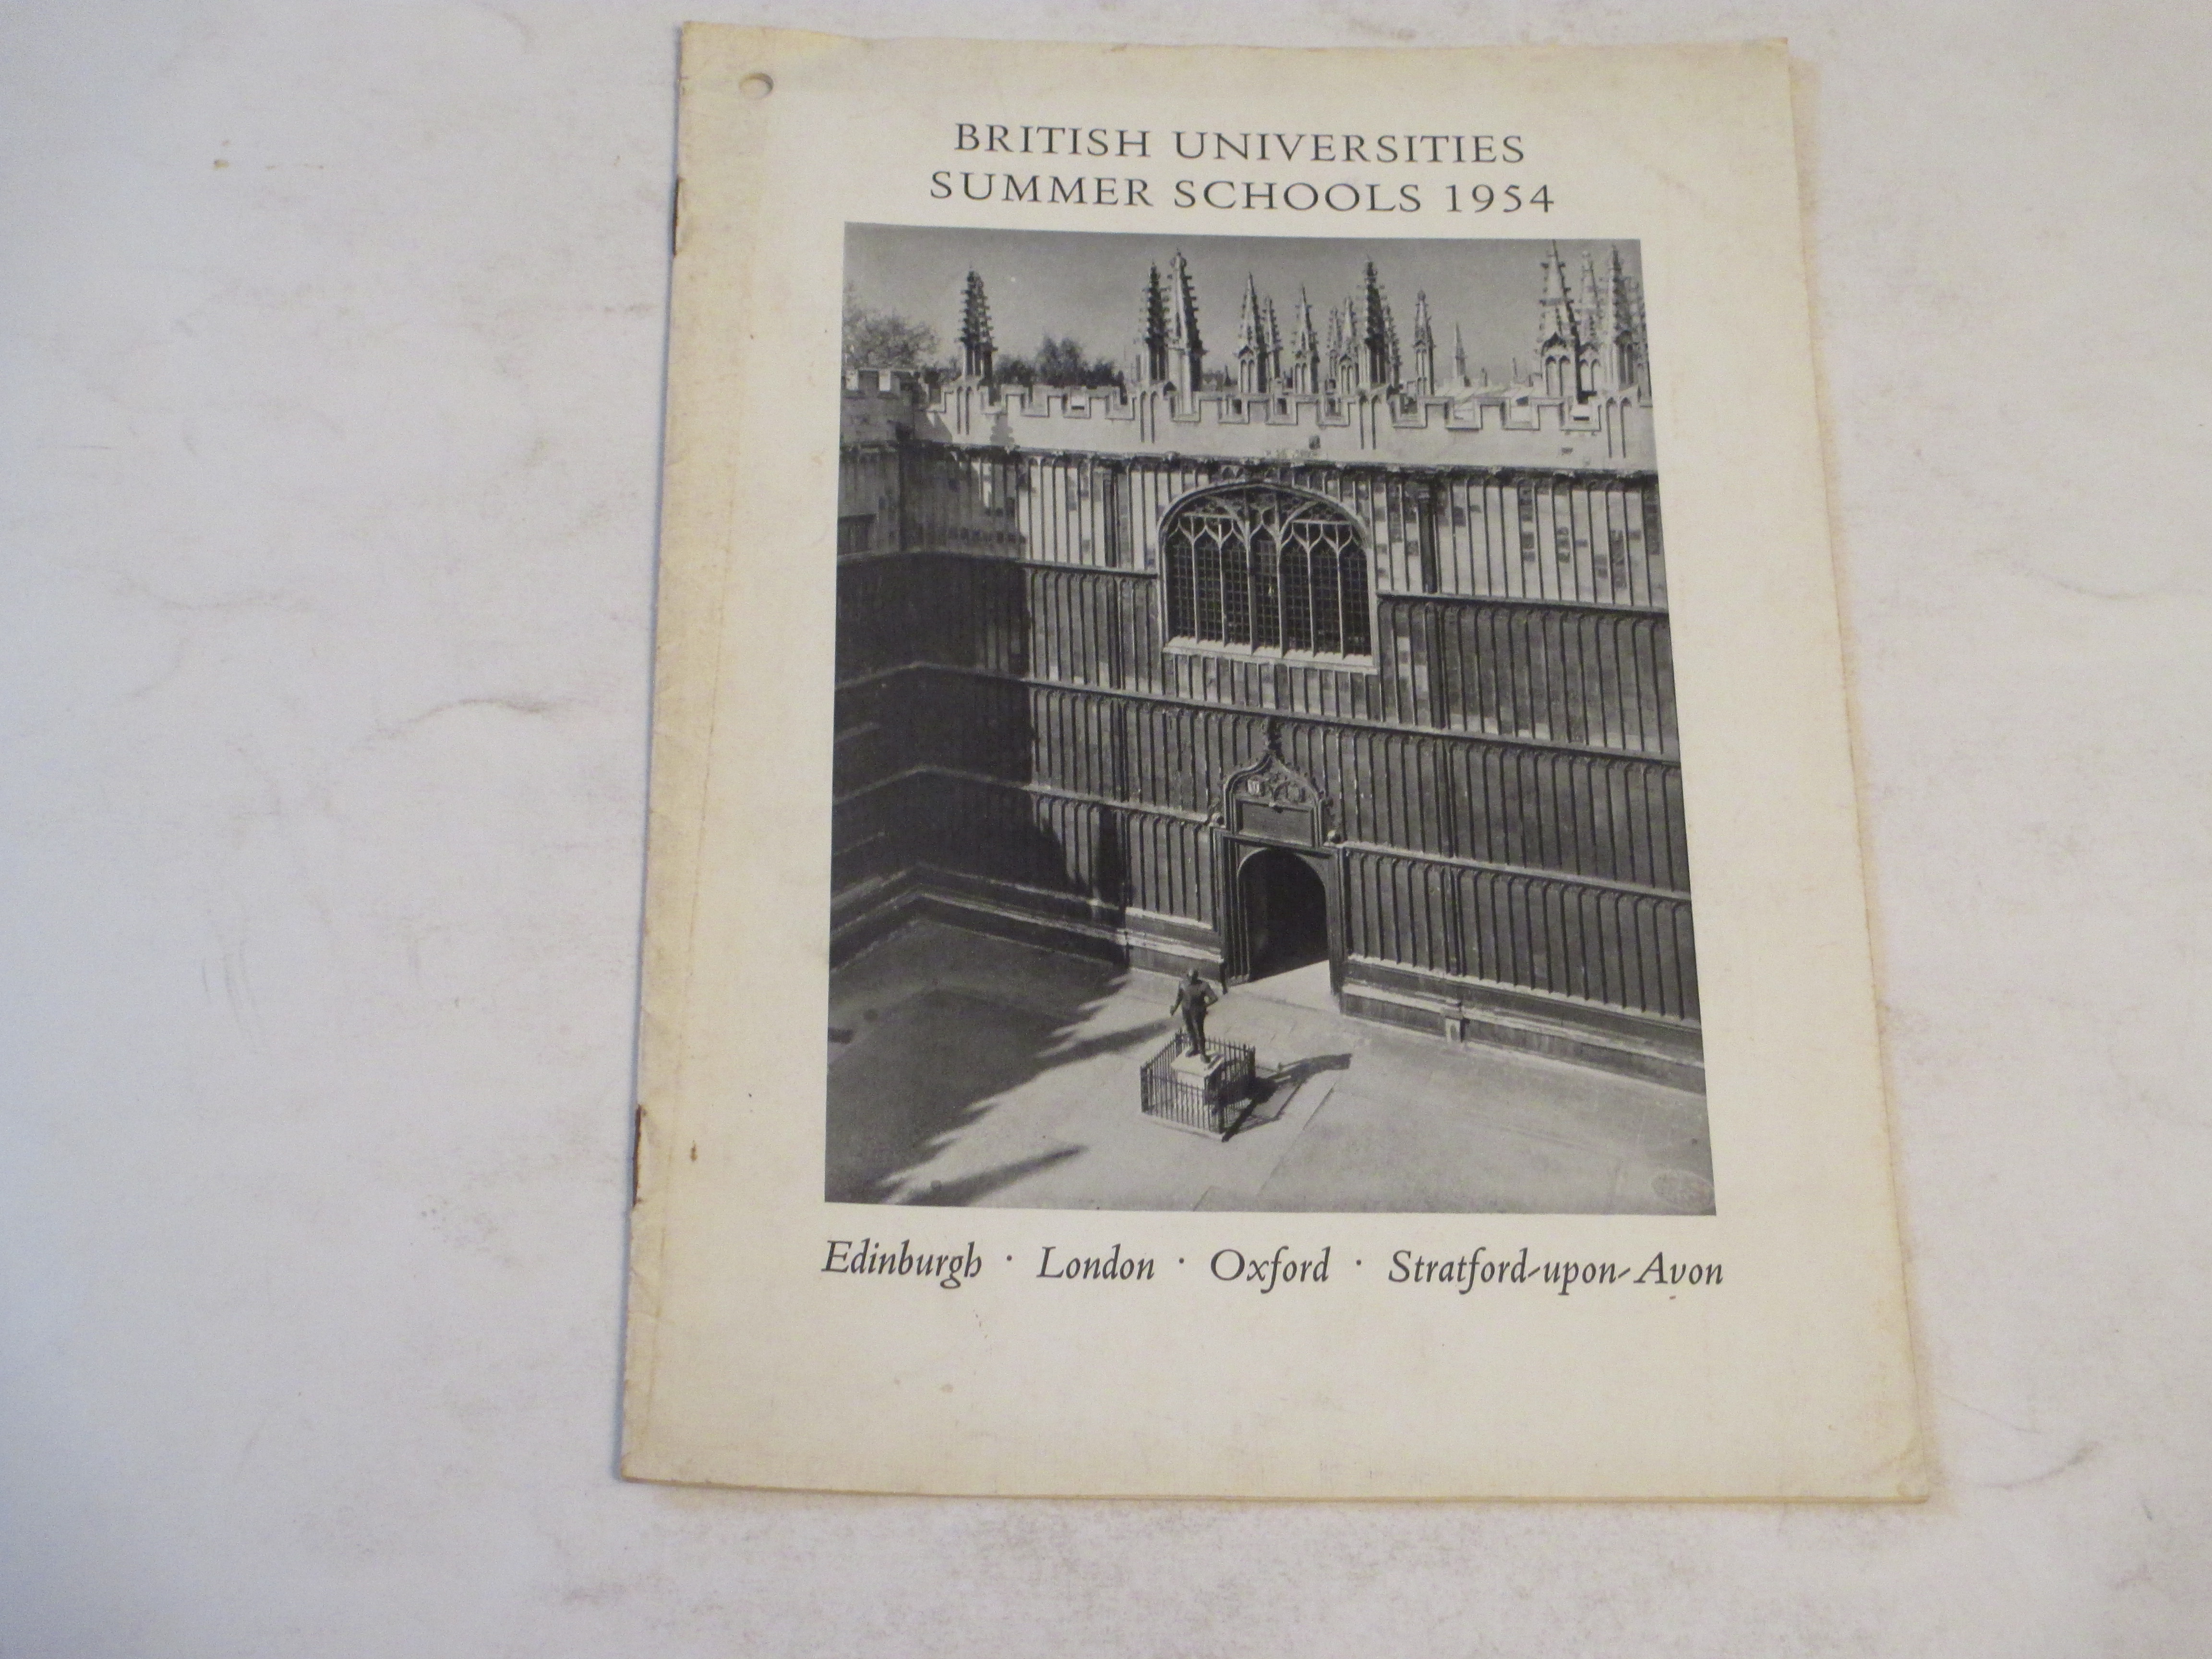 BRITISH UNIVERSITIES
SUMMER SCHOOLS 1954
Edinburgh · London · Oxford · Stratford-upon-Avon